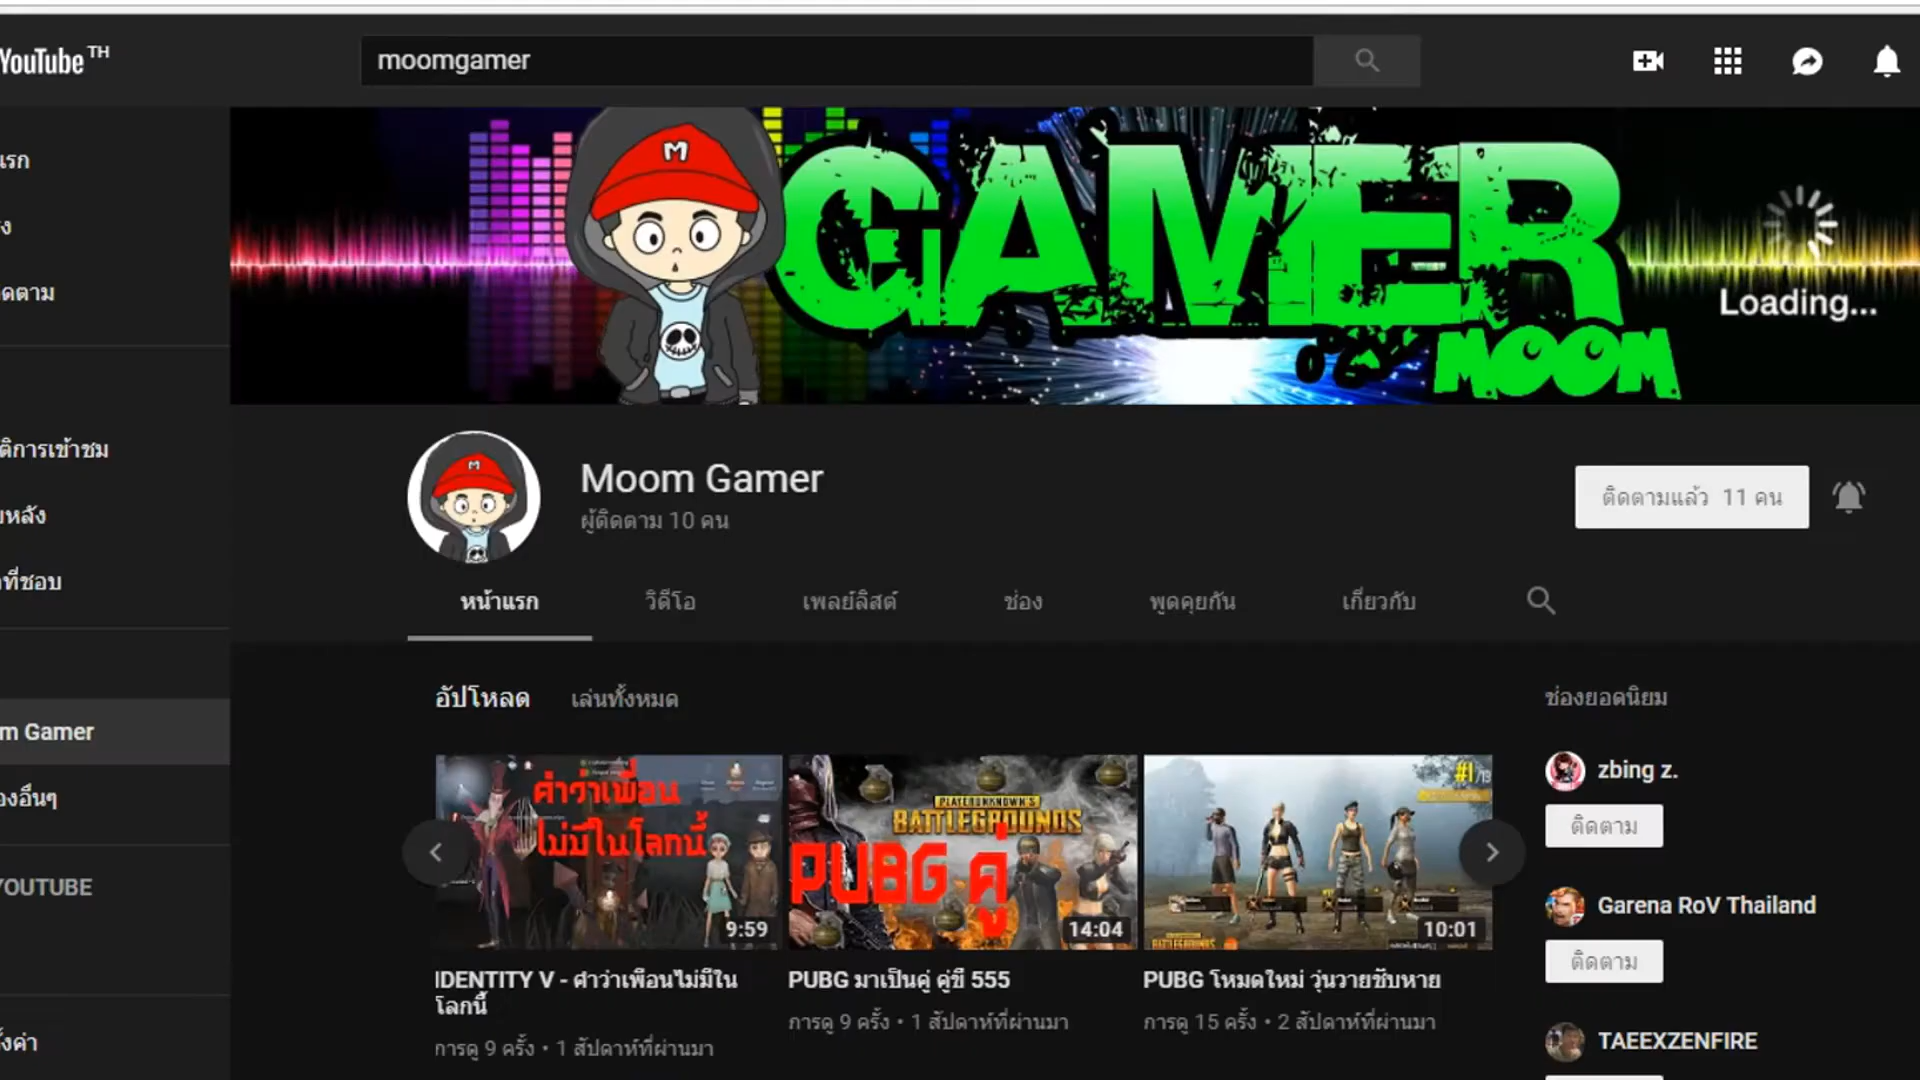 YouTube TH
moomgamer
แรก
ดตาม
ติการเข้าชม
หลัง
ที่ชอบ
m Gamer
องอื่นๆ
YOUTUBE
ั้งค่า
M
GAMER
MOOM
Loading...
Moom Gamer
ผู้ติดตาม 10 คน
ติดตามแล้ว 11 คน
หน้าแรก
วิดีโอ
เพลย์ลิสต์
ช่อง
พูดคุยกัน
เกี่ยวกับ
อัปโหลด
เล่นทั้งหมด
คำว่าเพื่อน
ไม่มีในโลกนี้
9:59
IDENTITY V - คำว่าเพื่อนไม่มีใน
โลกนี้
การดู 9 ครั้ง • 1 สัปดาห์ที่ผ่านมา
PLAYERUNKNOWN'S
BATTLEGROUNDS
PUBG คู่
14:04
PUBG มาเป็นคู่ คู่ขี้ 555
การดู 9 ครั้ง • 1 สัปดาห์ที่ผ่านมา
#1/13
BATTLEGROUNDS
10:01
PUBG โหมดใหม่ วุ่นวายชิบหาย
การดู 15 ครั้ง • 2 สัปดาห์ที่ผ่านมา
ช่องยอดนิยม
zbing z.
ติดตาม
Garena RoV Thailand
ติดตาม
TAEEXZENFIRE